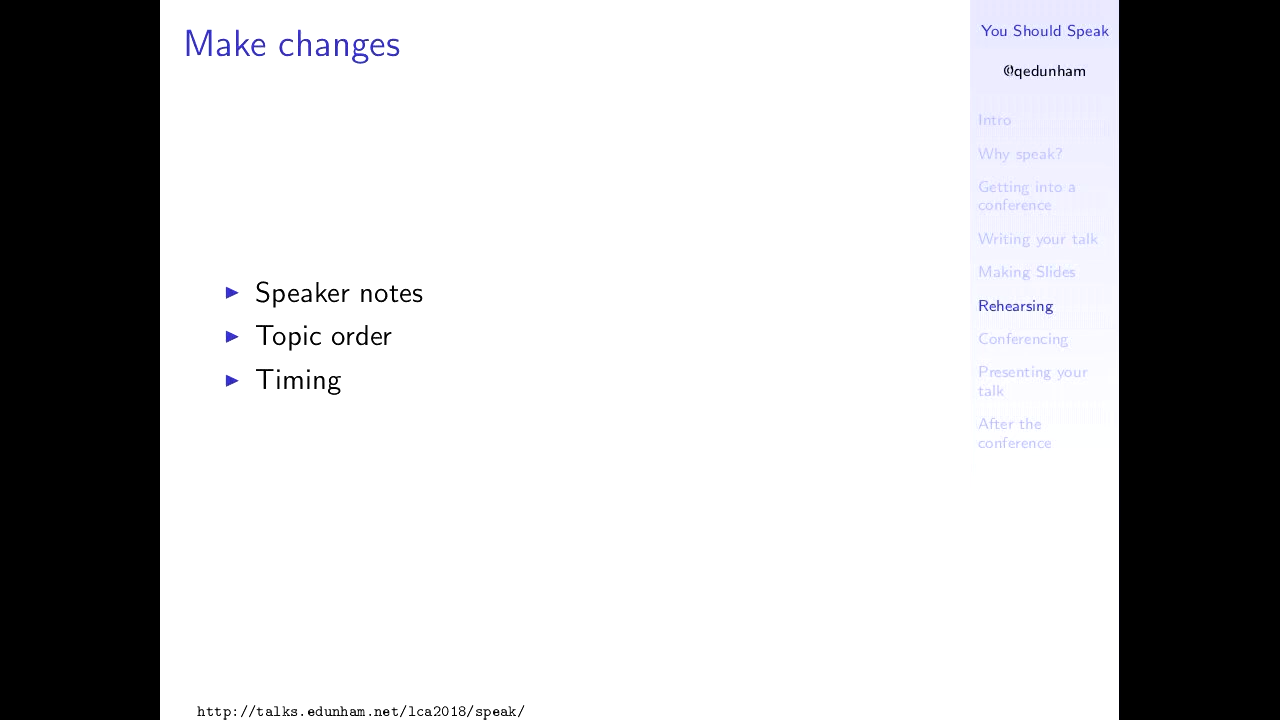 Make changes
Speaker notes
Topic order
Timing
http://talks.edunham.net/lca2018/speak/
You Should Speak
@qedunham
Intro
Why speak?
Getting into a
conference
Writing your talk
Making Slides
Rehearsing
Conferencing
Presenting your
talk
After the
conference